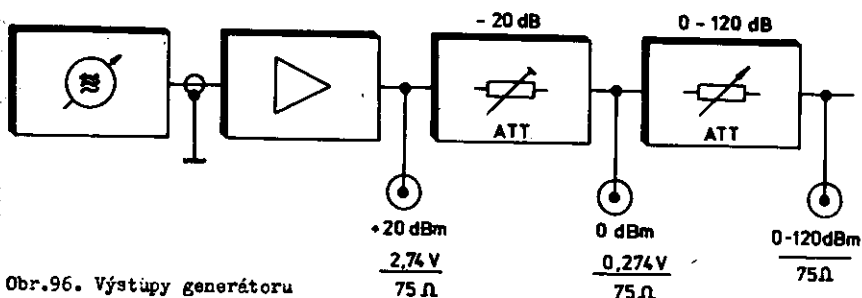 - 20 dB
0 - 120 dB
ATT
ATT
+20 dBm
2,74 V
75 Ω
0 dBm
0,274V
75 Ω
0-120dBm
75Ω
Obr.96. Výstupy generátoru